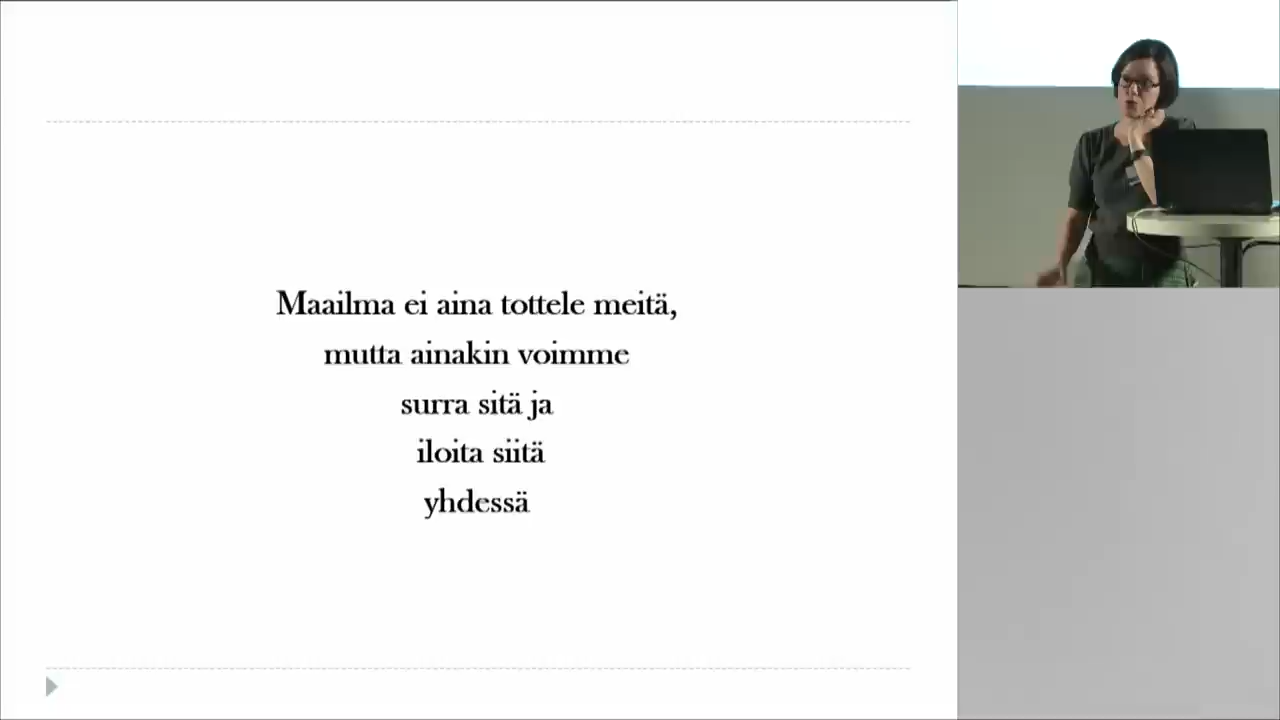 Maailma ei aina tottele meitä,
mutta ainakin voimme
surra sitä ja
iloita siitä
yhdessä